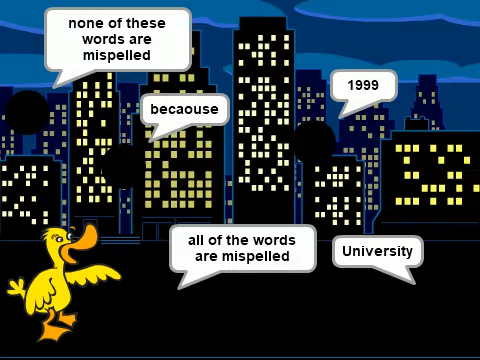 none of these
words are
mispelled
becaouse
1999
all of the words
are mispelled
University